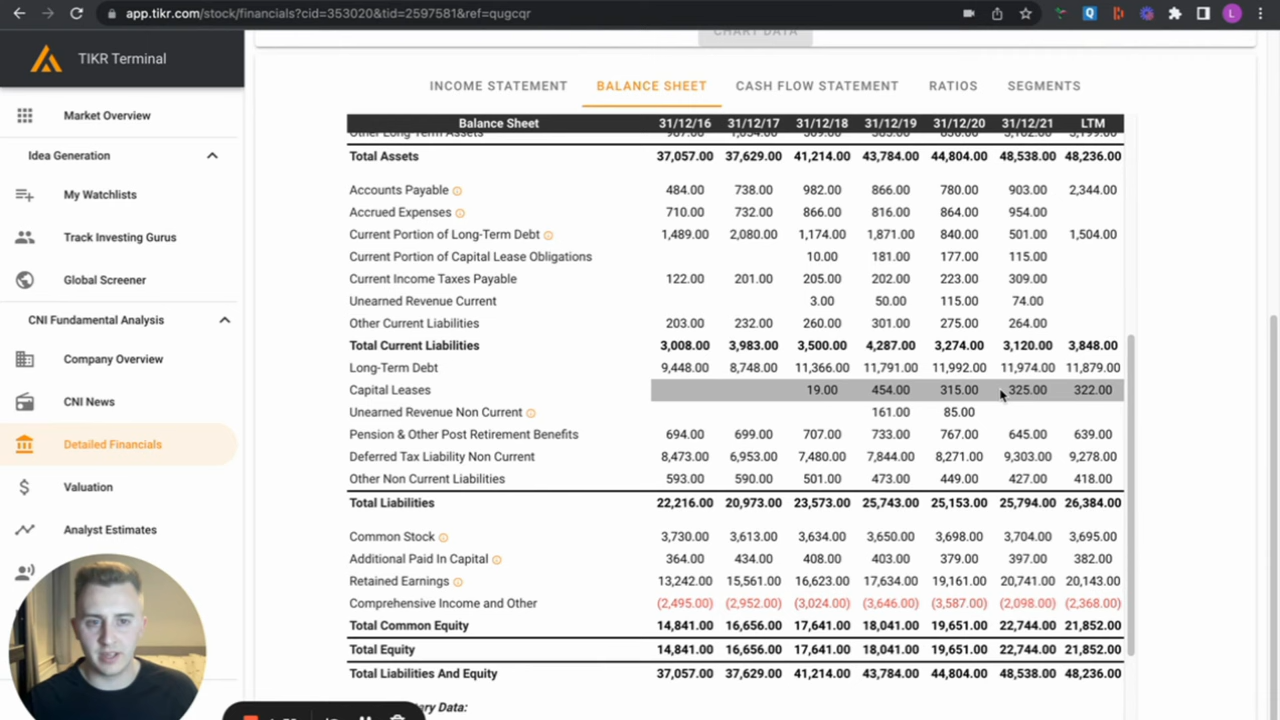 app.tikr.com/stock/financials?cid=353020&tid=2597581&ref=qugcqr
L
TIKR Terminal
Market Overview
Idea Generation
My Watchlists
Track Investing Gurus
Global Screener
CNI Fundamental Analysis
Company Overview
CNI News
Detailed Financials
Valuation
Analyst Estimates
CHART DATA
INCOME STATEMENT BALANCE SHEET CASH FLOW STATEMENT RATIOS SEGMENTS
Balance Sheet 31/12/16 31/12/17 31/12/18 31/12/19 31/12/20 31/12/21 LTM
Other Long-Term Assets
Total Assets 37,057.00 37,629.00 41,214.00 43,784.00 44,804.00 48,538.00 48,236.00
Accounts Payable 484.00 738.00 982.00 866.00 780.00 903.00 2,344.00
Accrued Expenses 710.00 732.00 866.00 816.00 864.00 954.00
Current Portion of Long-Term Debt 1,489.00 2,080.00 1,174.00 1,871.00 840.00 501.00 1,504.00
Current Portion of Capital Lease Obligations 10.00 181.00 177.00 115.00
Current Income Taxes Payable 122.00 201.00 205.00 202.00 223.00 309.00
Unearned Revenue Current 3.00 50.00 115.00 74.00
Other Current Liabilities 203.00 232.00 260.00 301.00 275.00 264.00
Total Current Liabilities 3,008.00 3,983.00 3,500.00 4,287.00 3,274.00 3,120.00 3,848.00
Long-Term Debt 9,448.00 8,748.00 11,366.00 11,791.00 11,992.00 11,974.00 11,879.00
Capital Leases 19.00 454.00 315.00 325.00 322.00
Unearned Revenue Non Current 161.00 85.00
Pension & Other Post Retirement Benefits 694.00 699.00 707.00 733.00 767.00 645.00 639.00
Deferred Tax Liability Non Current 8,473.00 6,953.00 7,480.00 7,844.00 8,271.00 9,303.00 9,278.00
Other Non Current Liabilities 593.00 590.00 501.00 473.00 449.00 427.00 418.00
Total Liabilities 22,216.00 20,973.00 23,573.00 25,743.00 25,153.00 25,794.00 26,384.00
Common Stock 3,730.00 3,613.00 3,634.00 3,650.00 3,698.00 3,704.00 3,695.00
Additional Paid In Capital 364.00 434.00 408.00 403.00 379.00 397.00 382.00
Retained Earnings 13,242.00 15,561.00 16,623.00 17,634.00 19,161.00 20,741.00 20,143.00
Comprehensive Income and Other (2,495.00) (2,952.00) (3,024.00) (3,646.00) (3,587.00) (2,098.00) (2,368.00)
Total Common Equity 14,841.00 16,656.00 17,641.00 18,041.00 19,651.00 22,744.00 21,852.00
Total Equity 14,841.00 16,656.00 17,641.00 18,041.00 19,651.00 22,744.00 21,852.00
Total Liabilities And Equity 37,057.00 37,629.00 41,214.00 43,784.00 44,804.00 48,538.00 48,236.00
Data: